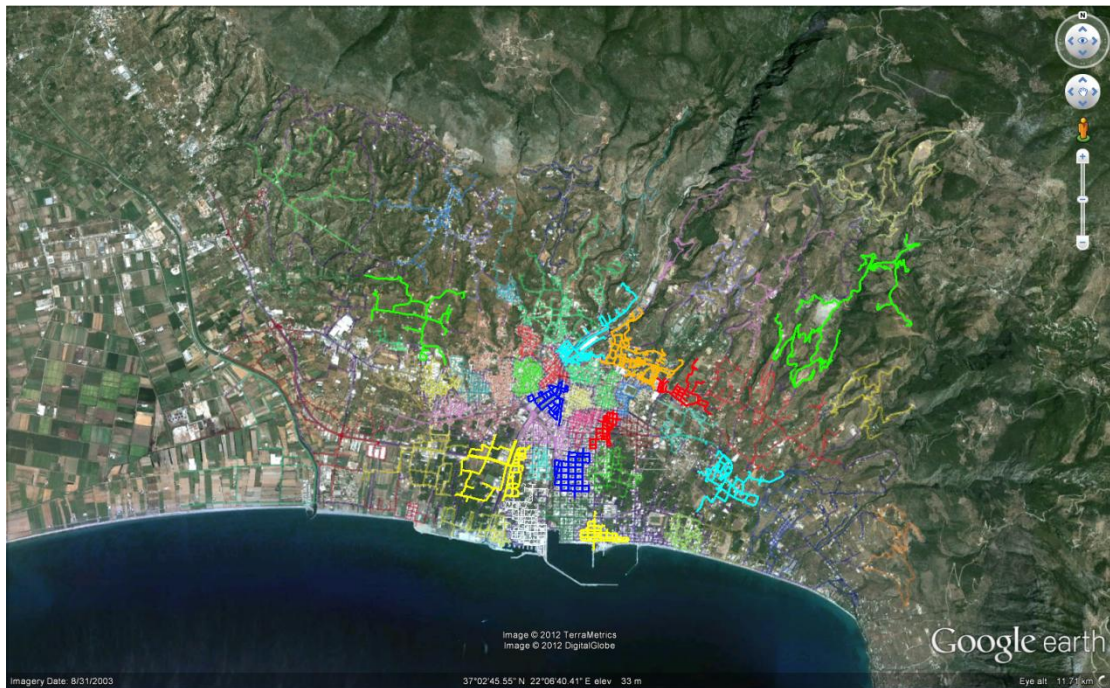 N
Image © 2012 TerraMetrics
Image © 2012 DigitalGlobe
Google earth
Imagery Date: 8/31/2003
37°02'45.55" N 22°06'40.41" E elev 33 m
Eye alt 11.71 km